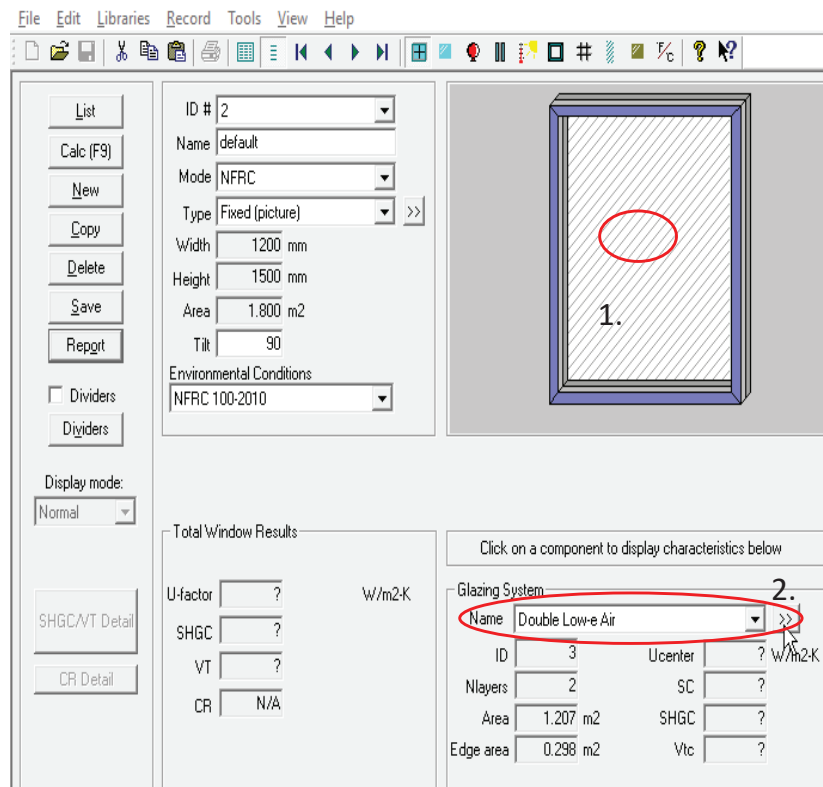 File Edit Libraries Record Tools View Help
°F/C ? ?
List
Calc (F9)
New
Copy
Delete
Save
Report
Dividers
Dividers
Display mode:
Normal
SHGC/VT Detail
CR Detail
ID # 2
Name default
Mode NFRC
Type Fixed (picture) >>
Width 1200 mm
Height 1500 mm
Area 1.800 m2
Tilt 90
Environmental Conditions
NFRC 100-2010
1.
Total Window Results
U-factor ? W/m2-K
SHGC ?
VT ?
CR N/A
Click on a component to display characteristics below
Glazing System
2.
Name Double Low-e Air >>
ID 3 Ucenter ? W/m2-K
Nlayers 2 SC ?
Area 1.207 m2 SHGC ?
Edge area 0.298 m2 Vtc ?